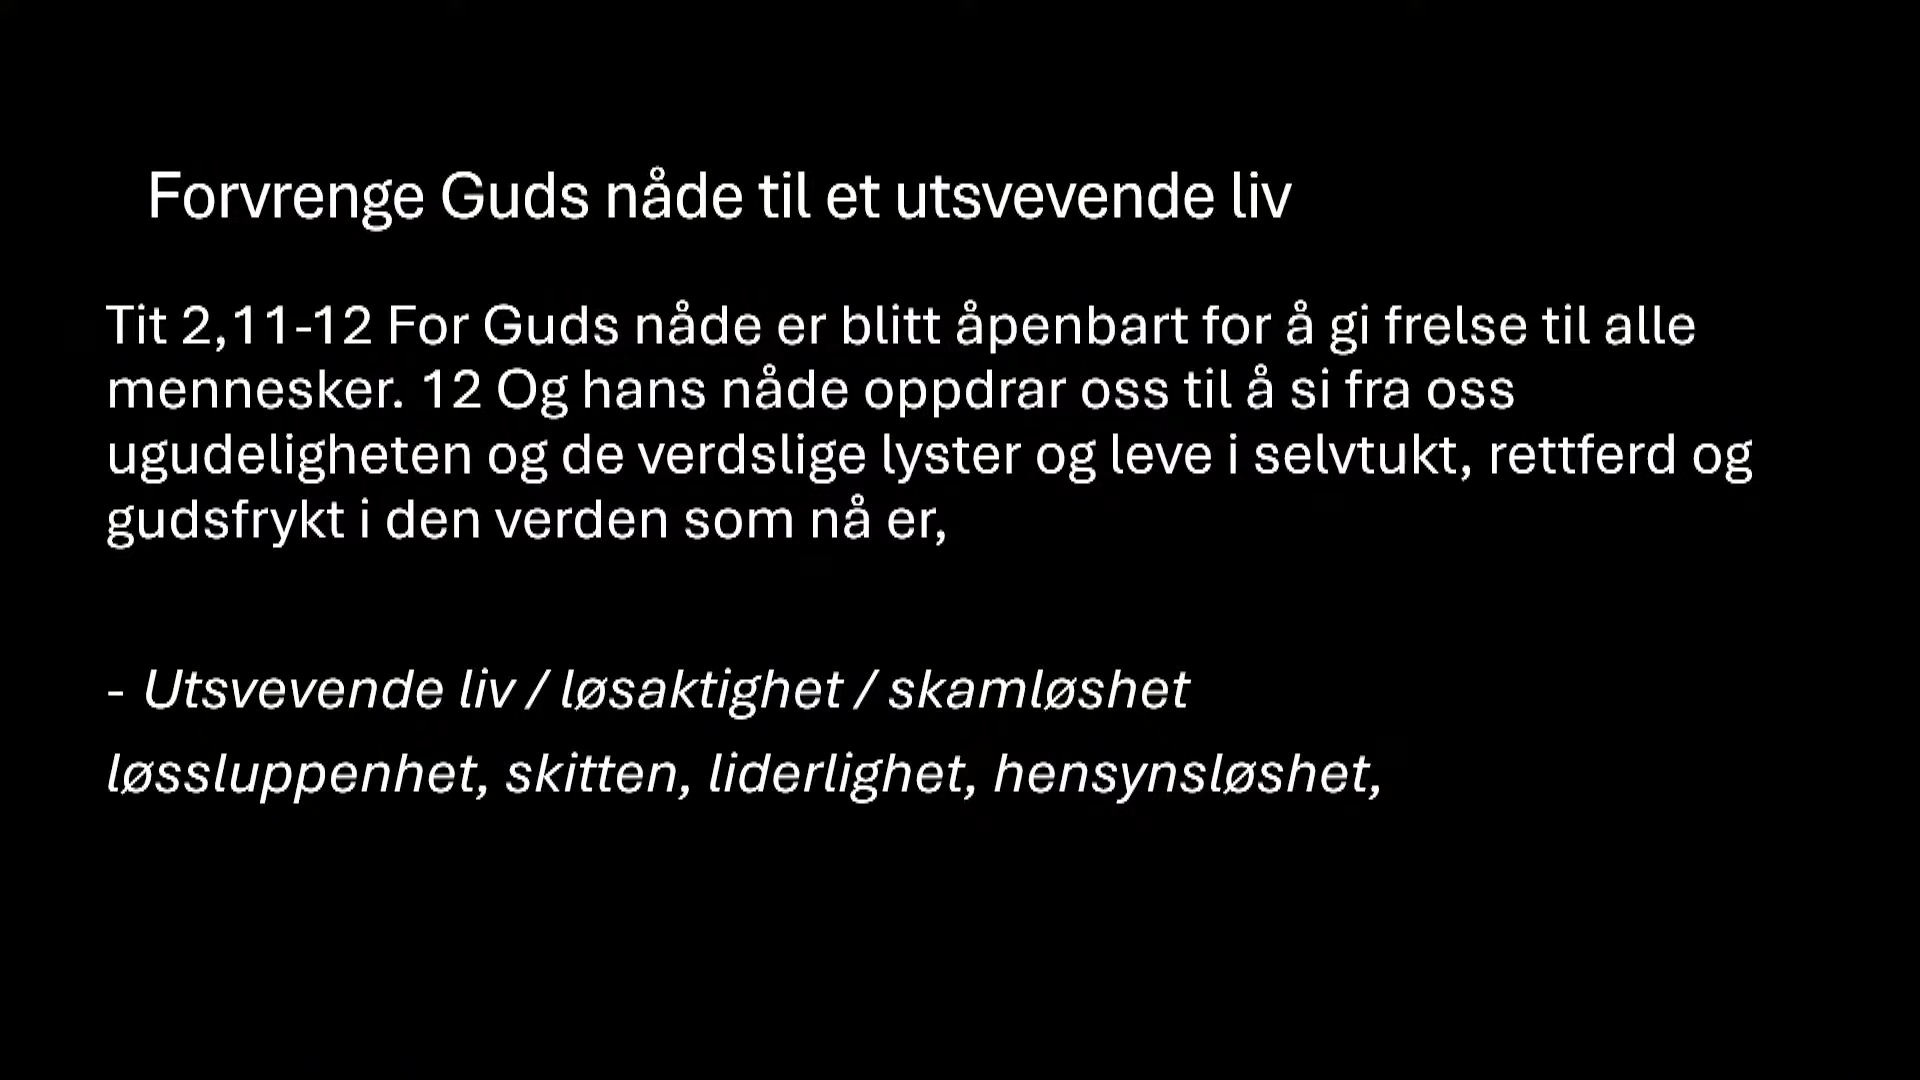 Forvrenge Guds nåde til et utsvevende liv
Tit 2,11-12 For Guds nåde er blitt åpenbart for å gi frelse til alle
mennesker. 12 Og hans nåde oppdrar oss til å si fra oss
ugudeligheten og de verdslige lyster og leve i selvtukt, rettferd og
gudsfrykt i den verden som nå er,
- Utsvevende liv / løsaktighet / skamløshet
løssluppenhet, skitten, liderlighet, hensynsløshet,